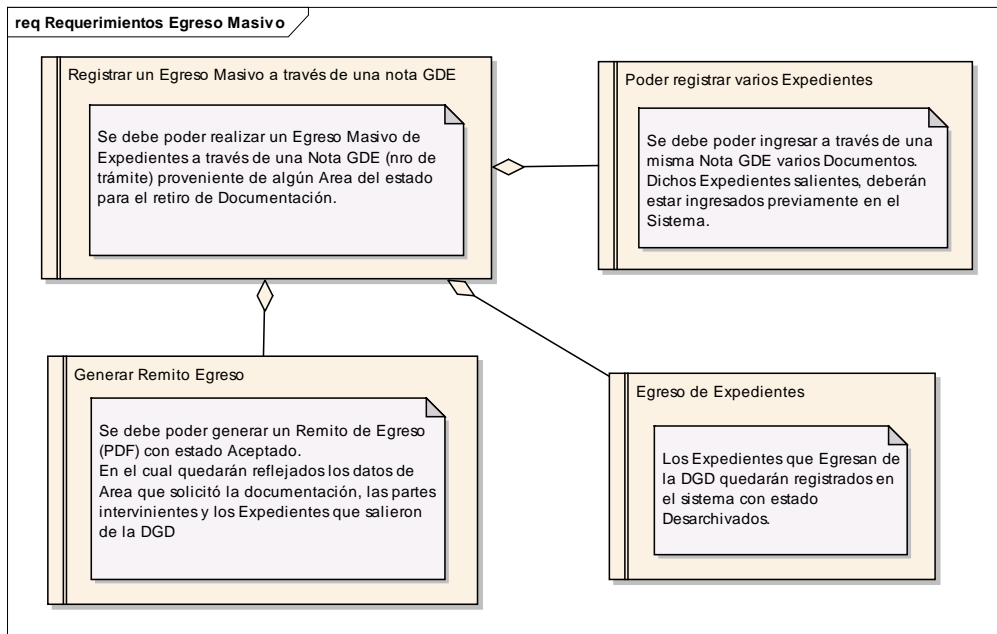 req Requerimientos Egreso Masivo
Registrar un Egreso Masivo a través de una nota GDE
Se debe poder realizar un Egreso Masivo de
Expedientes a través de una Nota GDE (nro de
trámite) proveniente de algún Area del estado
para el retiro de Documentación.
Poder registrar varios Expedientes
Se debe poder ingresar a través de una
misma Nota GDE varios Documentos.
Dichos Expedientes salientes, deberán
estar ingresados previamente en el
Sistema.
Generar Remito Egreso
Se debe poder generar un Remito de Egreso
(PDF) con estado Aceptado.
En el cual quedarán reflejados los datos de
Area que solicitó la documentación, las partes
intervinientes y los Expedientes que salieron
de la DGD
Egreso de Expedientes
Los Expedientes que Egresan de
la DGD quedarán registrados en
el sistema con estado
Desarchivados.